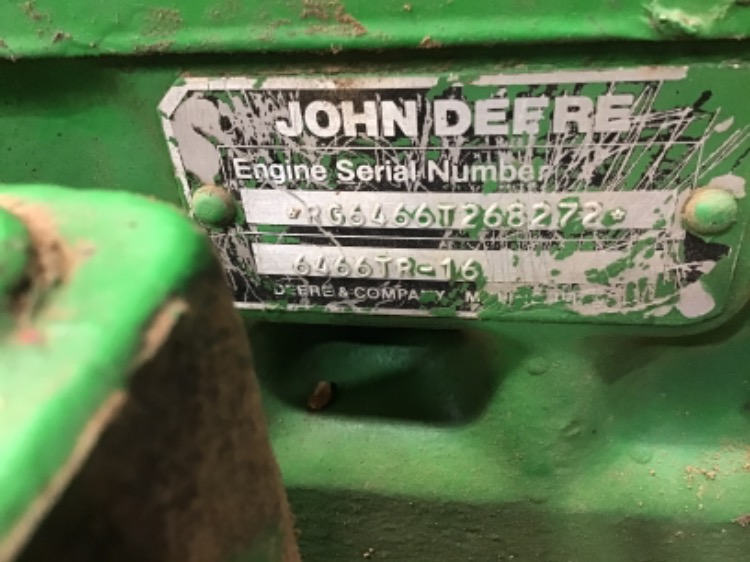 JOHN DEERE
Engine Serial Number
*RG6466T268272*
6466TR-16
DEERE & COMPANY